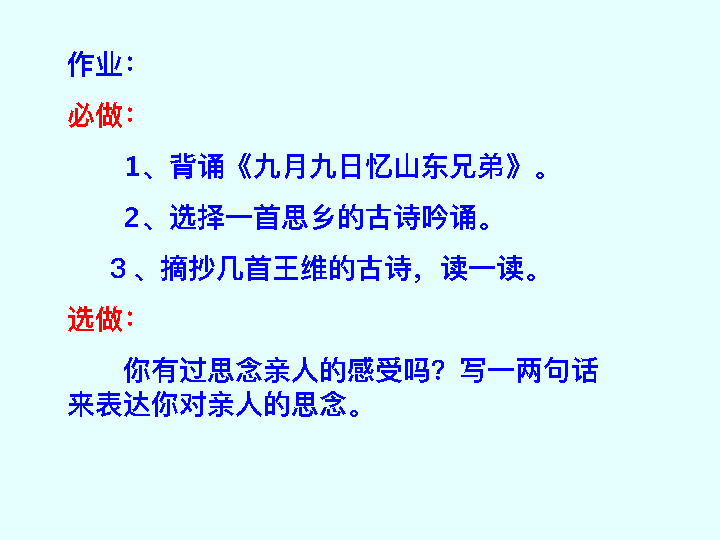 作业：
必做：
1、背诵《九月九日忆山东兄弟》。
2、选择一首思乡的古诗吟诵。
３、摘抄几首王维的古诗，读一读。
选做：
你有过思念亲人的感受吗？写一两句话
来表达你对亲人的思念。